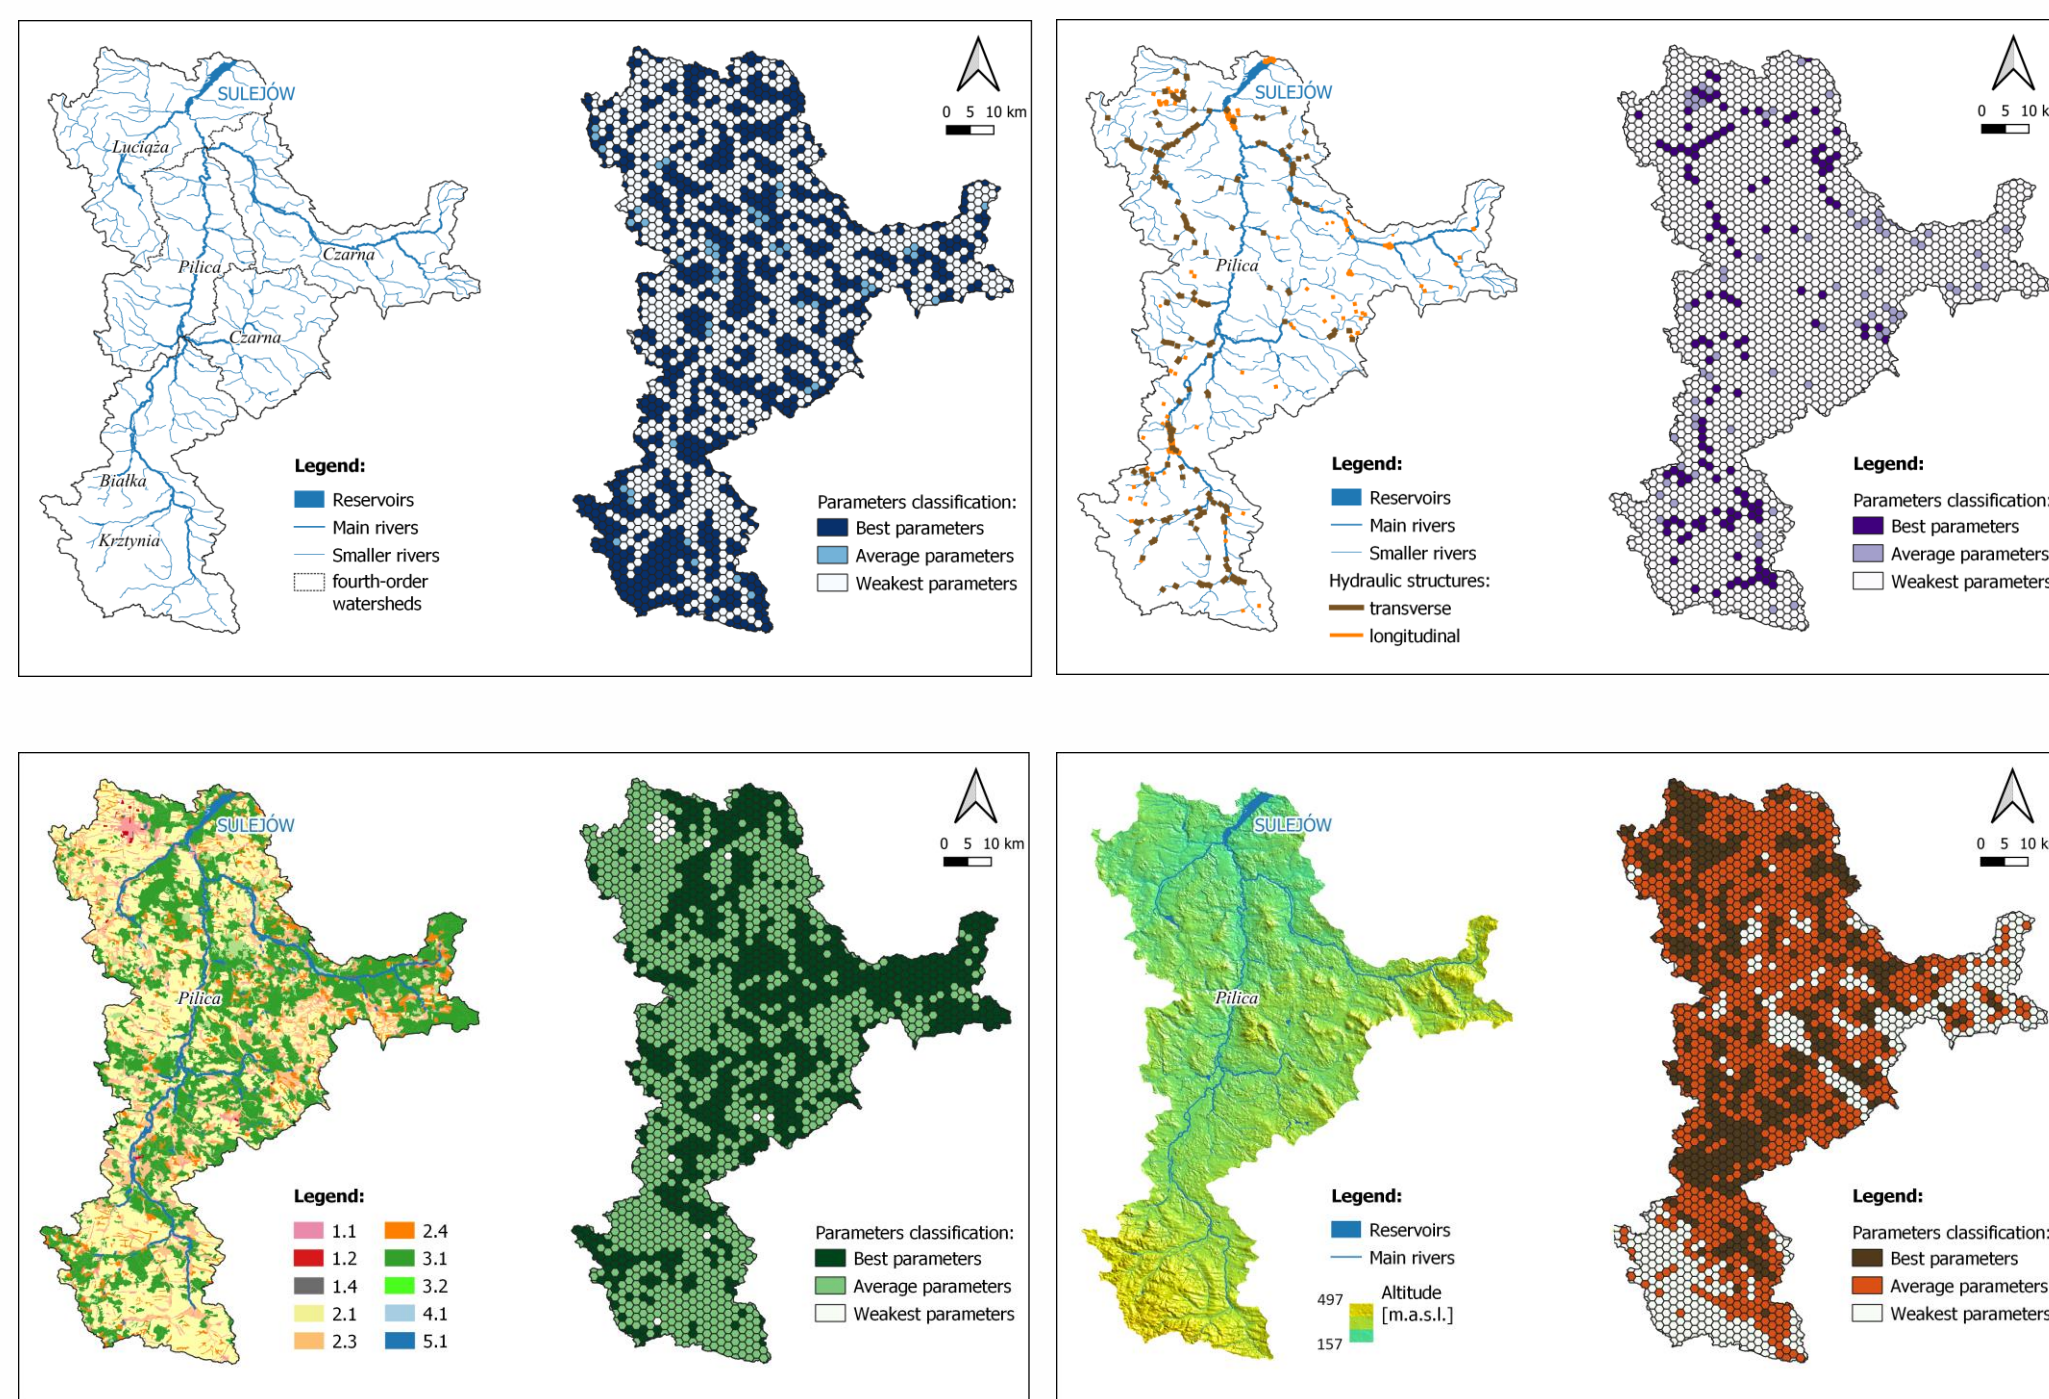 SULEJÓW
Luciąża
Pilica
Czarna
Czarna
Białka
Krztynia
Legend:
Reservoirs
Main rivers
Smaller rivers
fourth-order
watersheds
0 5 10 km
Parameters classification:
Best parameters
Average parameters
Weakest parameters
SULEJÓW
Pilica
Legend:
Reservoirs
Main rivers
Smaller rivers
Hydraulic structures:
transverse
longitudinal
0 5 10 k
Legend:
Parameters classification:
Best parameters
Average parameters
Weakest parameters
SULEJÓW
Pilica
Legend:
1.1 2.4
1.2 3.1
1.4 3.2
2.1 4.1
2.3 5.1
0 5 10 km
Parameters classification:
Best parameters
Average parameters
Weakest parameters
SULEJÓW
Pilica
Legend:
Reservoirs
Main rivers
Altitude
[m.a.s.l.]
497
157
0 5 10 k
Legend:
Parameters classification:
Best parameters
Average parameters
Weakest parameters